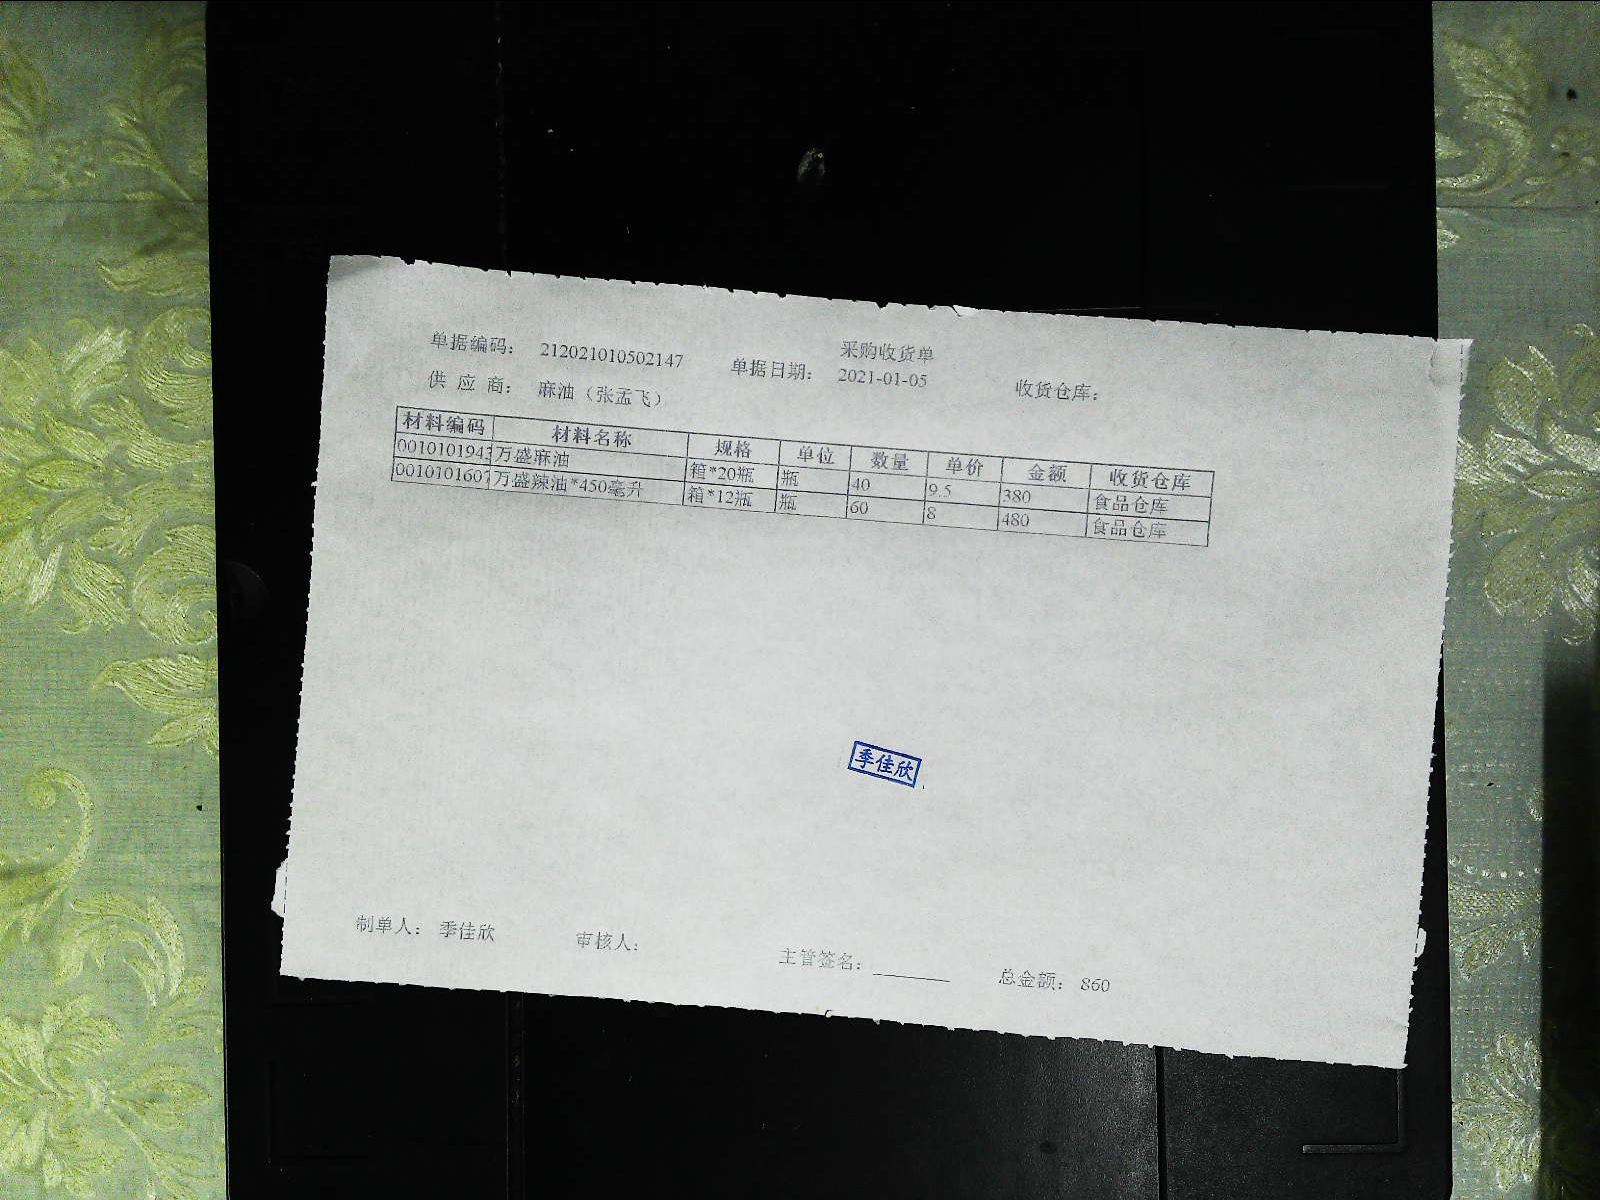 采购收货单
单据编码： 212021010502147 单据日期： 2021-01-05 收货仓库：
供 应 商： 麻油（张孟飞）
材料编码 材料名称 规格 单位 数量 单价 金额 收货仓库
0010101943 万盛麻油 箱*20瓶 瓶 40 9.5 380 食品仓库
0010101607 万盛辣油*450毫升 箱*12瓶 瓶 60 8 480 食品仓库
季佳欣
制单人： 季佳欣 审核人： 主管签名：________ 总金额： 860